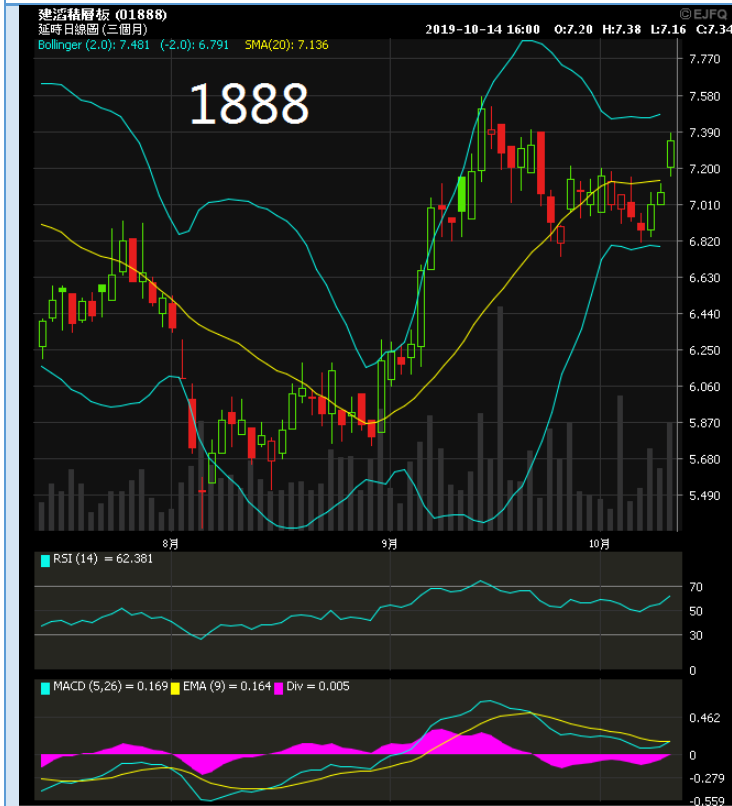 建滔積層板 (01888)
©EJFQ
延時日線圖 (三個月)
2019-10-14 16:00 O:7.20 H:7.38 L:7.16 C:7.34
Bollinger (2.0): 7.481 (-2.0): 6.791 SMA(20): 7.136
1888
7.770
7.580
7.390
7.200
7.010
6.820
6.630
6.440
6.250
6.060
5.870
5.680
5.490
8月
9月
10月
RSI (14) = 62.381
70
50
30
0
MACD (5,26) = 0.169 EMA (9) = 0.164 Div = 0.005
0.462
0
-0.279
-0.559